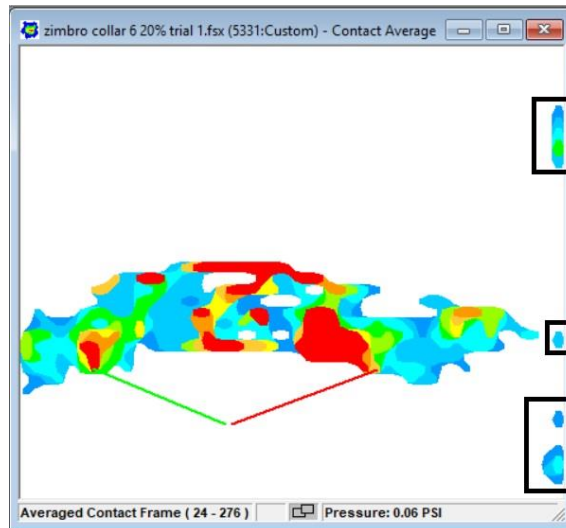 zimbro collar 6 20% trial 1.fsx (5331:Custom) - Contact Average
Averaged Contact Frame ( 24 - 276 ) Pressure: 0.06 PSI